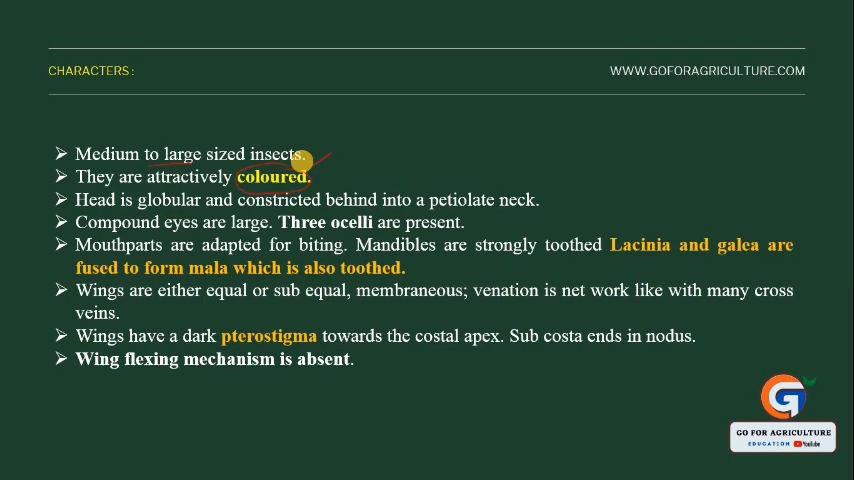 CHARACTERS :
WWW.GOFORAGRICULTURE.COM
➢ Medium to large sized insects.
➢ They are attractively coloured.
➢ Head is globular and constricted behind into a petiolate neck.
➢ Compound eyes are large. Three ocelli are present.
➢ Mouthparts are adapted for biting. Mandibles are strongly toothed Lacinia and galea are
fused to form mala which is also toothed.
➢ Wings are either equal or sub equal, membraneous; venation is net work like with many cross
veins.
➢ Wings have a dark pterostigma towards the costal apex. Sub costa ends in nodus.
➢ Wing flexing mechanism is absent.
G
GO FOR AGRICULTURE
EDUCATION YouTube